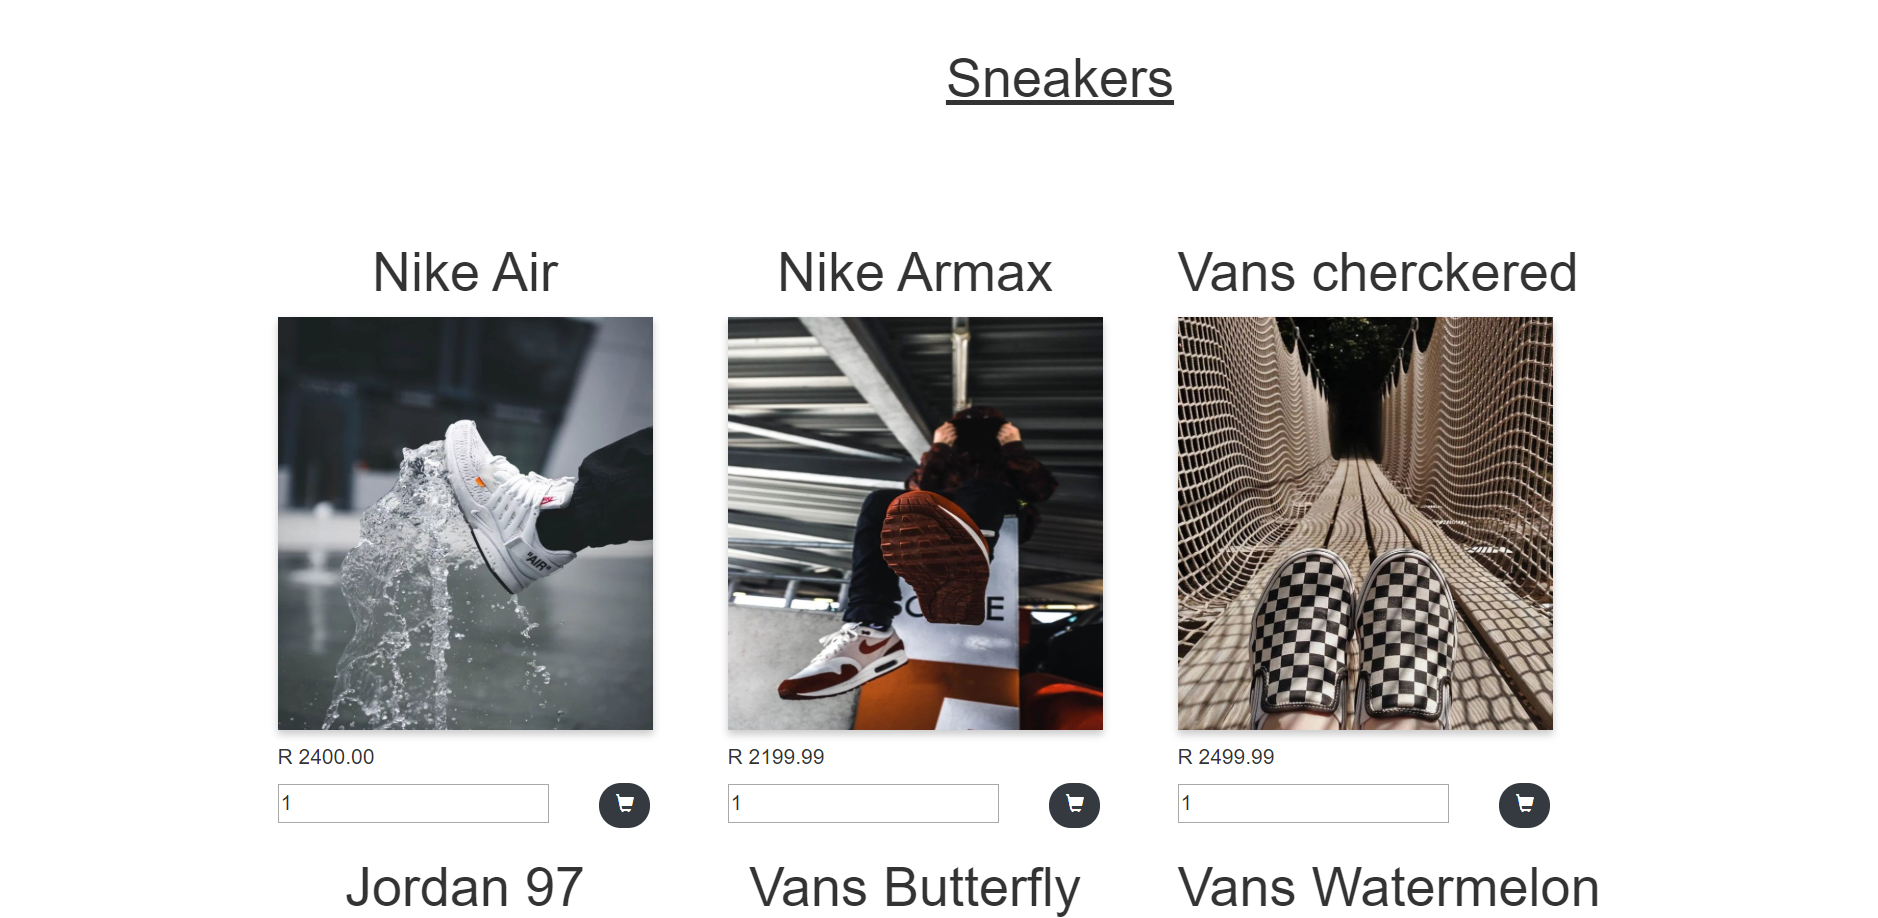 Sneakers
Nike Air
Nike Armax
Vans cherckered
"AIR"
R 2400.00
R 2199.99
R 2499.99
1
1
1
Jordan 97
Vans Butterfly
Vans Watermelon